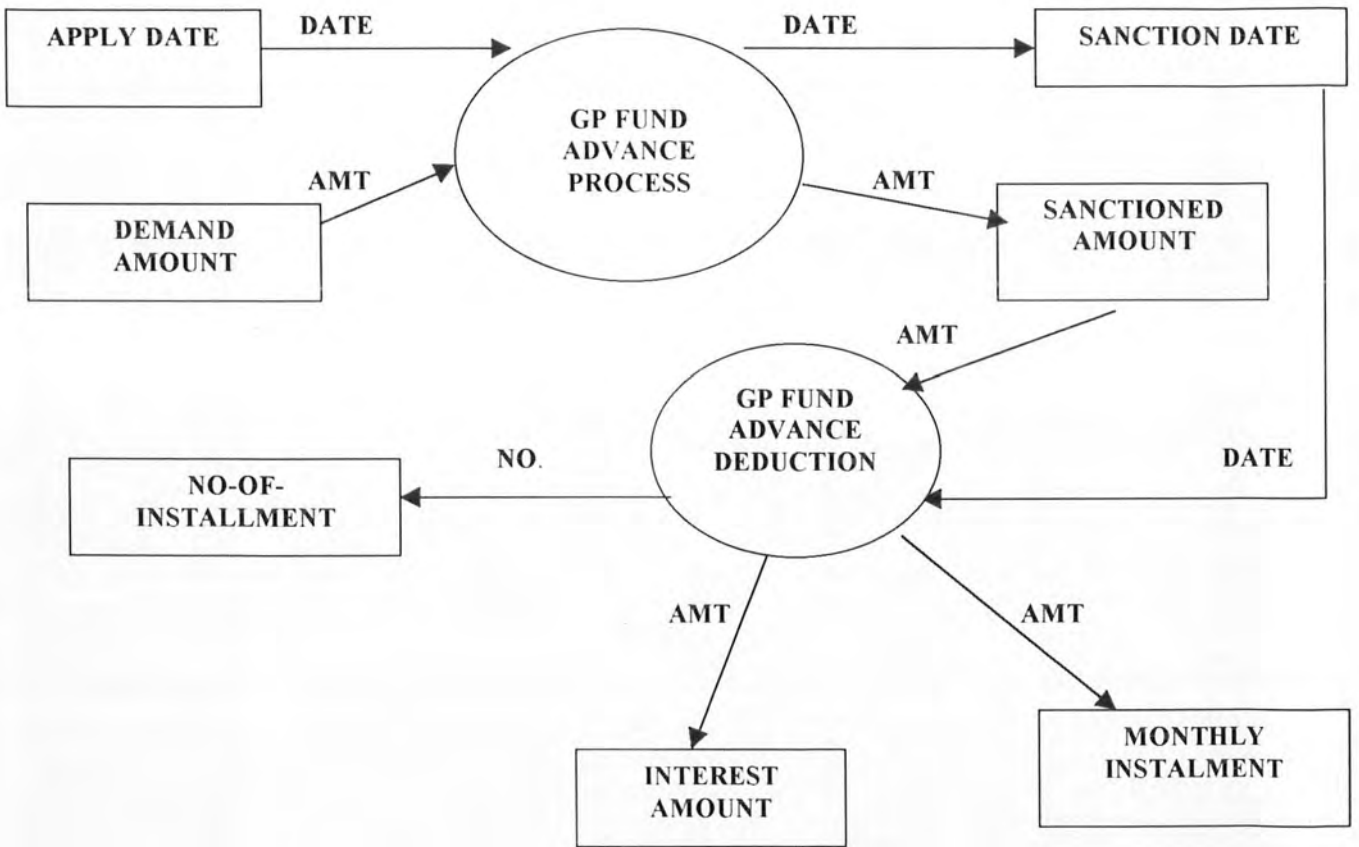 APPLY DATE
DATE
DATE
SANCTION DATE
GP FUND
ADVANCE
PROCESS
AMT
AMT
DEMAND
AMOUNT
SANCTIONED
AMOUNT
AMT
GP FUND
ADVANCE
DEDUCTION
NO.
DATE
NO-OF-
INSTALLMENT
AMT
AMT
INTEREST
AMOUNT
MONTHLY
INSTALMENT